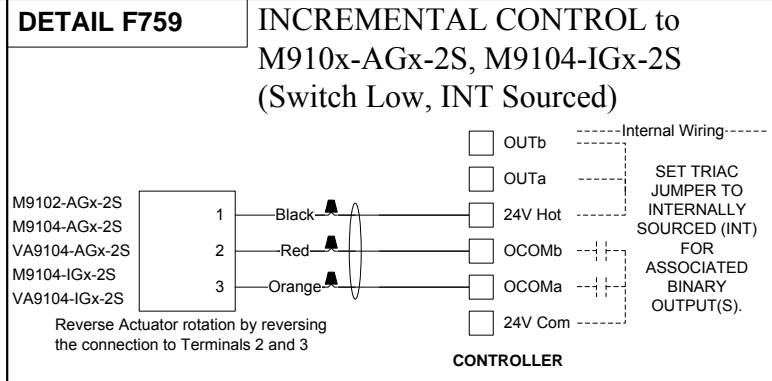 DETAIL F759
INCREMENTAL CONTROL to
M910x-AGx-2S, M9104-IGx-2S
(Switch Low, INT Sourced)
Internal Wiring
OUTb
OUTa
24V Hot
OCOMb
OCOMa
24V Com
SET TRIAC
JUMPER TO
INTERNALLY
SOURCED (INT)
FOR
ASSOCIATED
BINARY
OUTPUT(S).
M9102-AGx-2S
M9104-AGx-2S
VA9104-AGx-2S
M9104-IGx-2S
VA9104-IGx-2S
1 Black
2 Red
3 Orange
Reverse Actuator rotation by reversing
the connection to Terminals 2 and 3
CONTROLLER